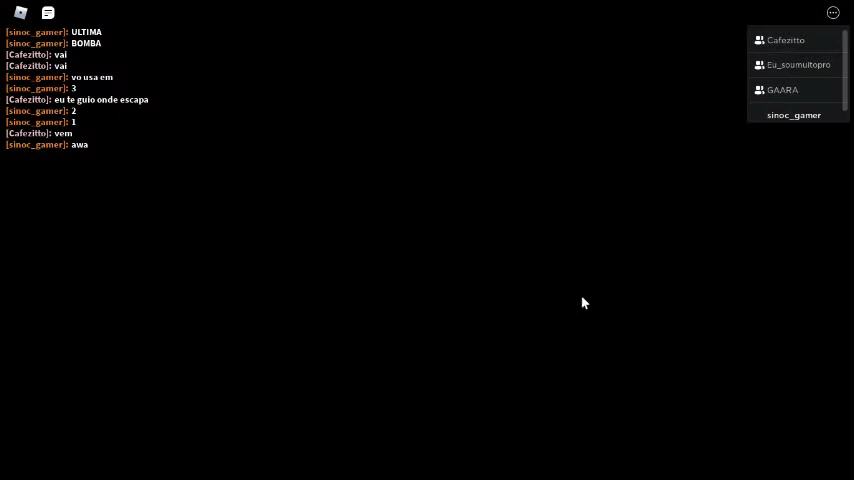 [sinoc_gamer]: ULTIMA
[sinoc_gamer]: BOMBA
[Cafezitto]: vai
[Cafezitto]: vai
[sinoc_gamer]: vo usa em
[sinoc_gamer]: 3
[Cafezitto]: eu te guio onde escapa
[sinoc_gamer]: 2
[sinoc_gamer]: 1
[Cafezitto]: vem
[sinoc_gamer]: awa
Cafezitto
Eu_soumuitopro
GAARA
sinoc_gamer